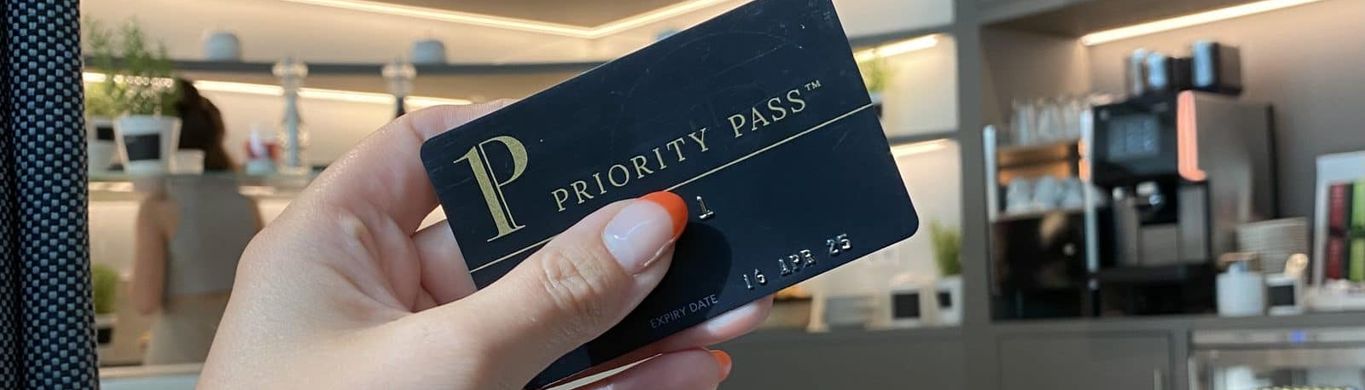 PRIORITY PASS™
1
EXPIRY DATE 16 APR 25